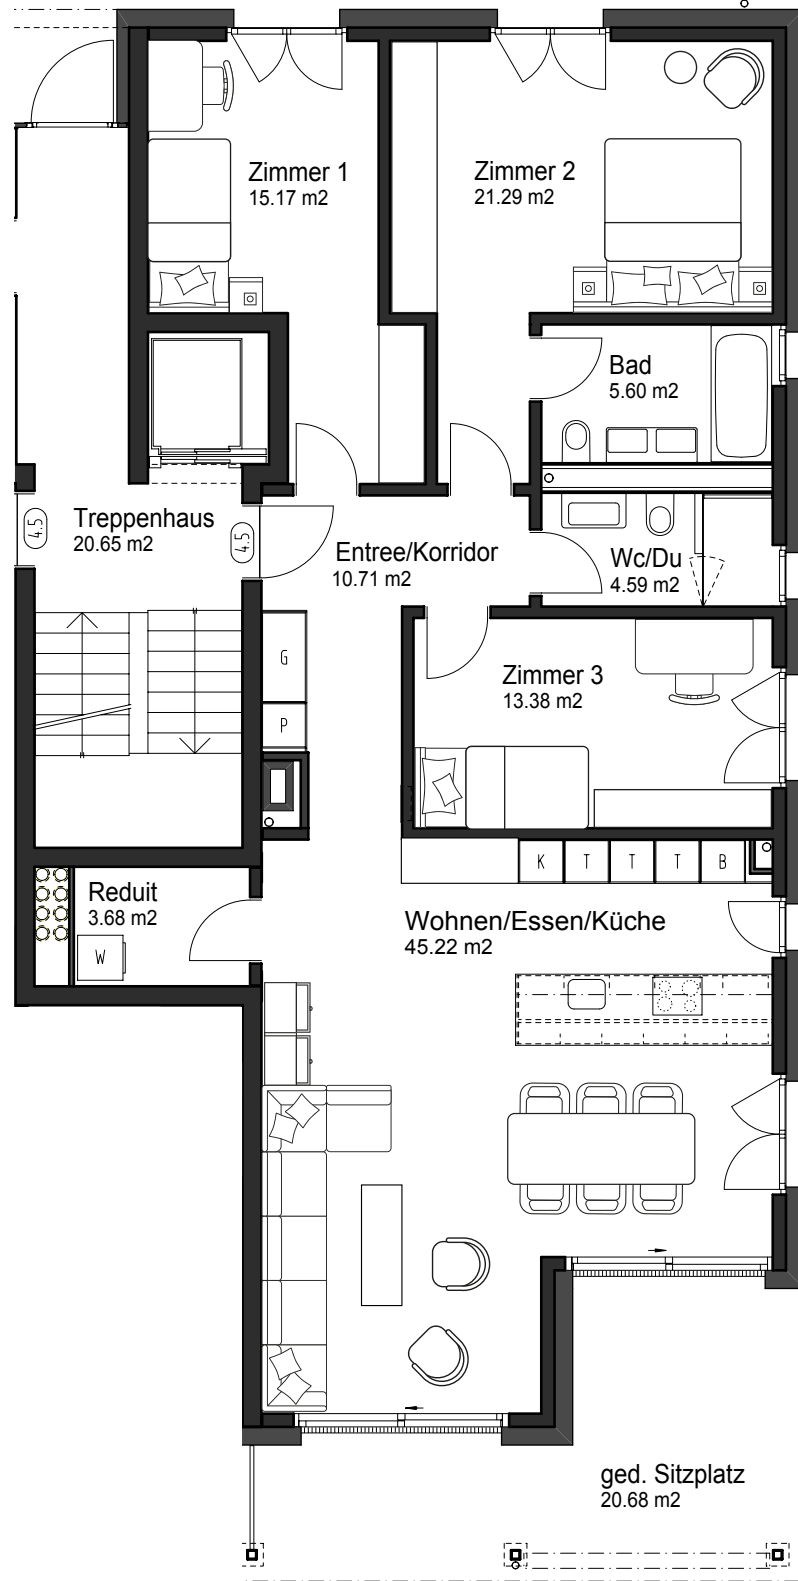 Zimmer 1
15.17 m2
Zimmer 2
21.29 m2
Bad
5.60 m2
4.5
Treppenhaus
20.65 m2
4.5
Entree/Korridor
10.71 m2
Wc/Du
4.59 m2
G
P
Zimmer 3
13.38 m2
K T T T B
Reduit
3.68 m2
W
Wohnen/Essen/Küche
45.22 m2
ged. Sitzplatz
20.68 m2